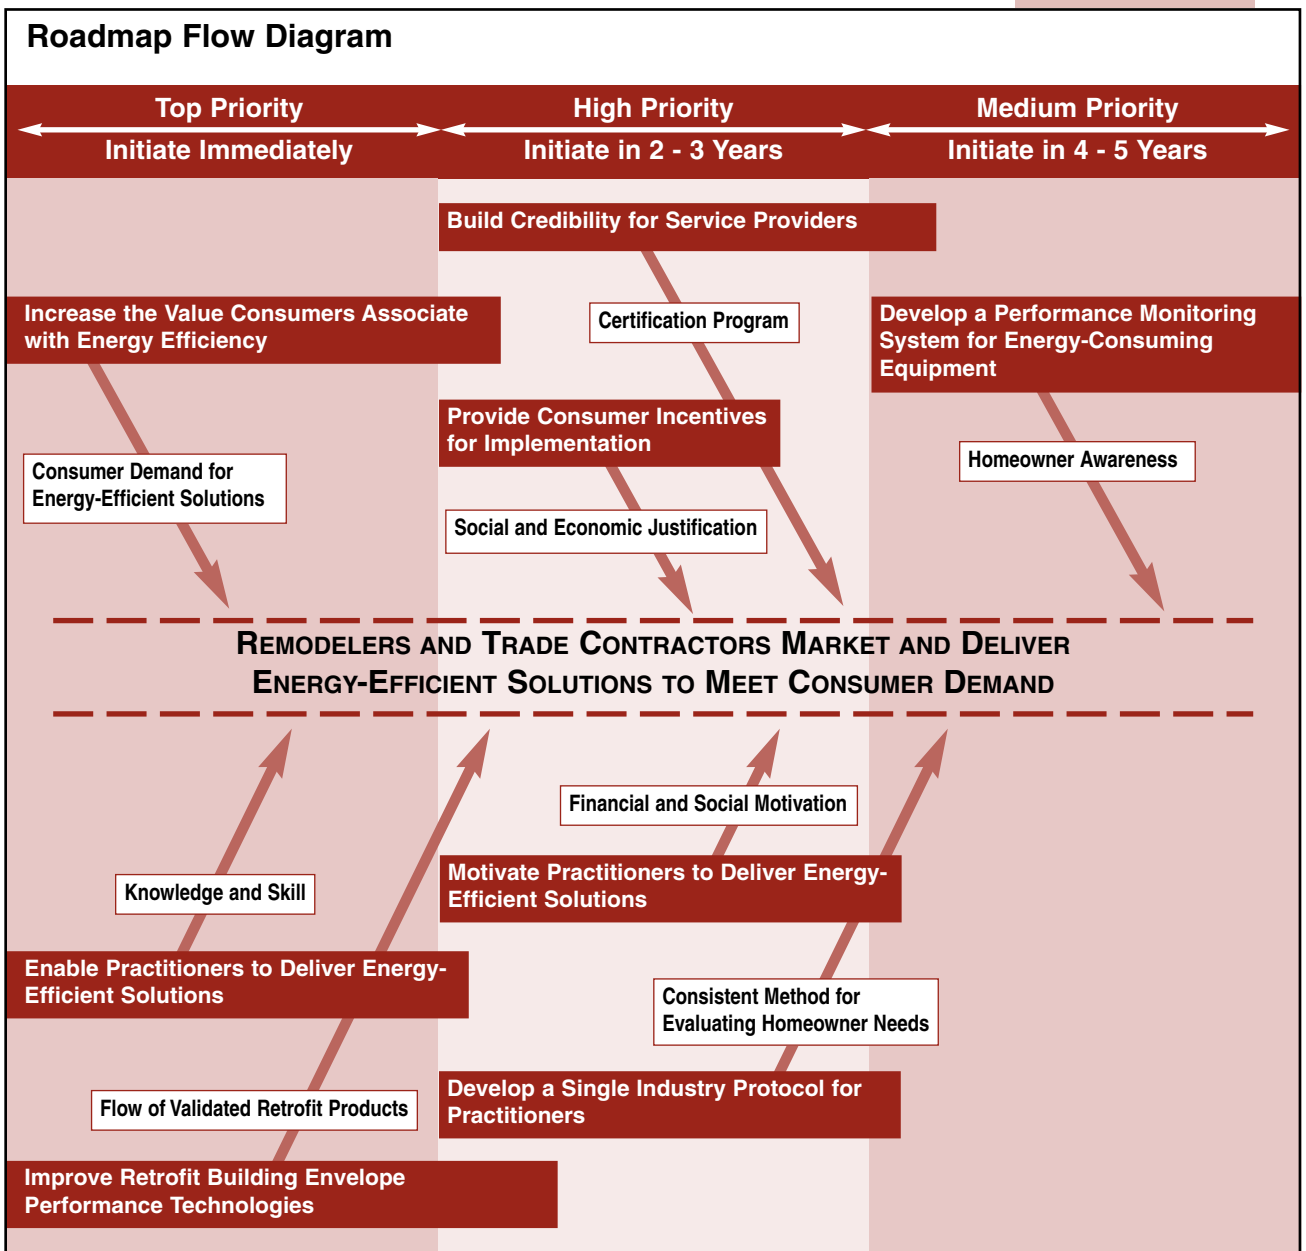 Roadmap Flow Diagram
Top Priority
Initiate Immediately
High Priority
Initiate in 2 - 3 Years
Medium Priority
Initiate in 4 - 5 Years
Build Credibility for Service Providers
Increase the Value Consumers Associate
with Energy Efficiency
Certification Program
Develop a Performance Monitoring
System for Energy-Consuming
Equipment
Provide Consumer Incentives
for Implementation
Consumer Demand for
Energy-Efficient Solutions
Homeowner Awareness
Social and Economic Justification
REMODELERS AND TRADE CONTRACTORS MARKET AND DELIVER
ENERGY-EFFICIENT SOLUTIONS TO MEET CONSUMER DEMAND
Financial and Social Motivation
Knowledge and Skill
Motivate Practitioners to Deliver Energy-
Efficient Solutions
Enable Practitioners to Deliver Energy-
Efficient Solutions
Consistent Method for
Evaluating Homeowner Needs
Flow of Validated Retrofit Products
Develop a Single Industry Protocol for
Practitioners
Improve Retrofit Building Envelope
Performance Technologies